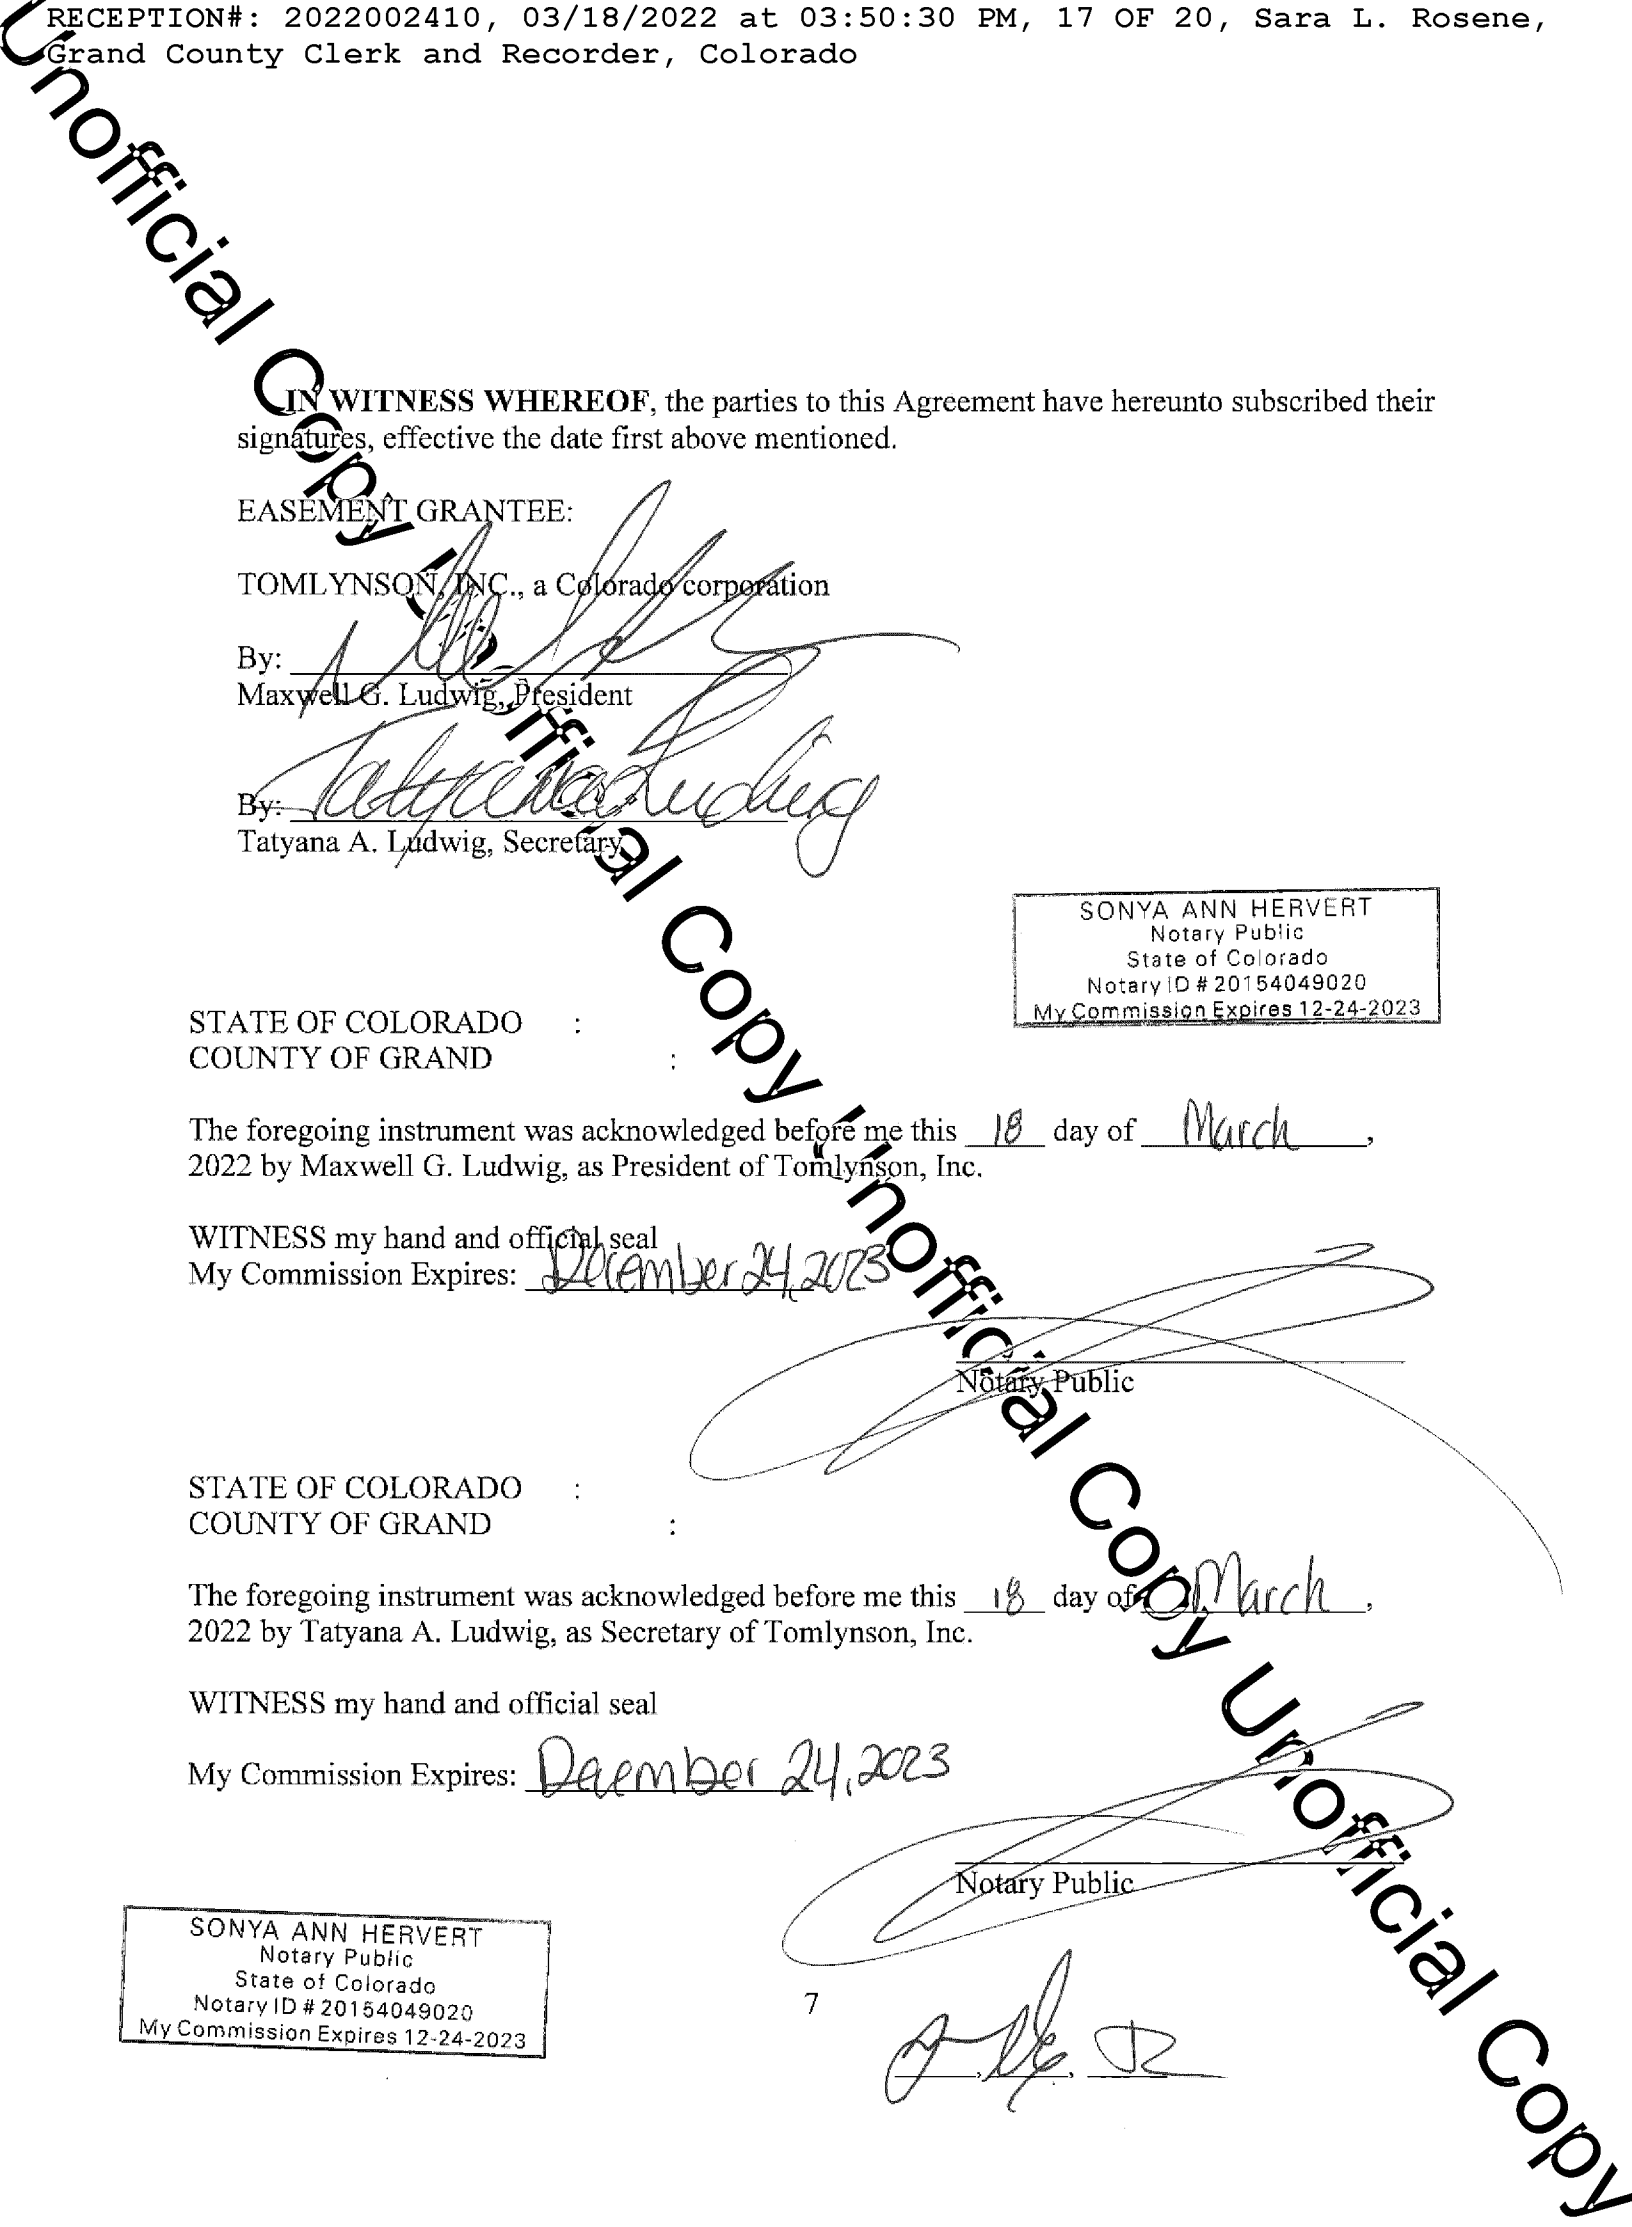 RECEPTION#: 2022002410, 03/18/2022 at 03:50:30 PM, 17 OF 20, Sara L. Rosene,
Grand County Clerk and Recorder, Colorado
Unofficial Copy Unofficial Copy Unofficial Copy Unofficial Copy
IN WITNESS WHEREOF, the parties to this Agreement have hereunto subscribed their
signatures, effective the date first above mentioned.
EASEMENT GRANTEE:
TOMLYNSON, INC., a Colorado corporation
By:
Maxwell G. Ludwig, President
By: Tatyana Ludwig
Tatyana A. Ludwig, Secretary
SONYA ANN HERVERT
Notary Public
State of Colorado
Notary ID # 20154049020
My Commission Expires 12-24-2023
STATE OF COLORADO :
COUNTY OF GRAND :
The foregoing instrument was acknowledged before me this 18 day of March,
2022 by Maxwell G. Ludwig, as President of Tomlynson, Inc.
WITNESS my hand and official seal
My Commission Expires: December 24, 2023
Notary Public
STATE OF COLORADO :
COUNTY OF GRAND :
The foregoing instrument was acknowledged before me this 18 day of March,
2022 by Tatyana A. Ludwig, as Secretary of Tomlynson, Inc.
WITNESS my hand and official seal
My Commission Expires: December 24, 2023
Notary Public
SONYA ANN HERVERT
Notary Public
State of Colorado
Notary ID # 20154049020
My Commission Expires 12-24-2023
7